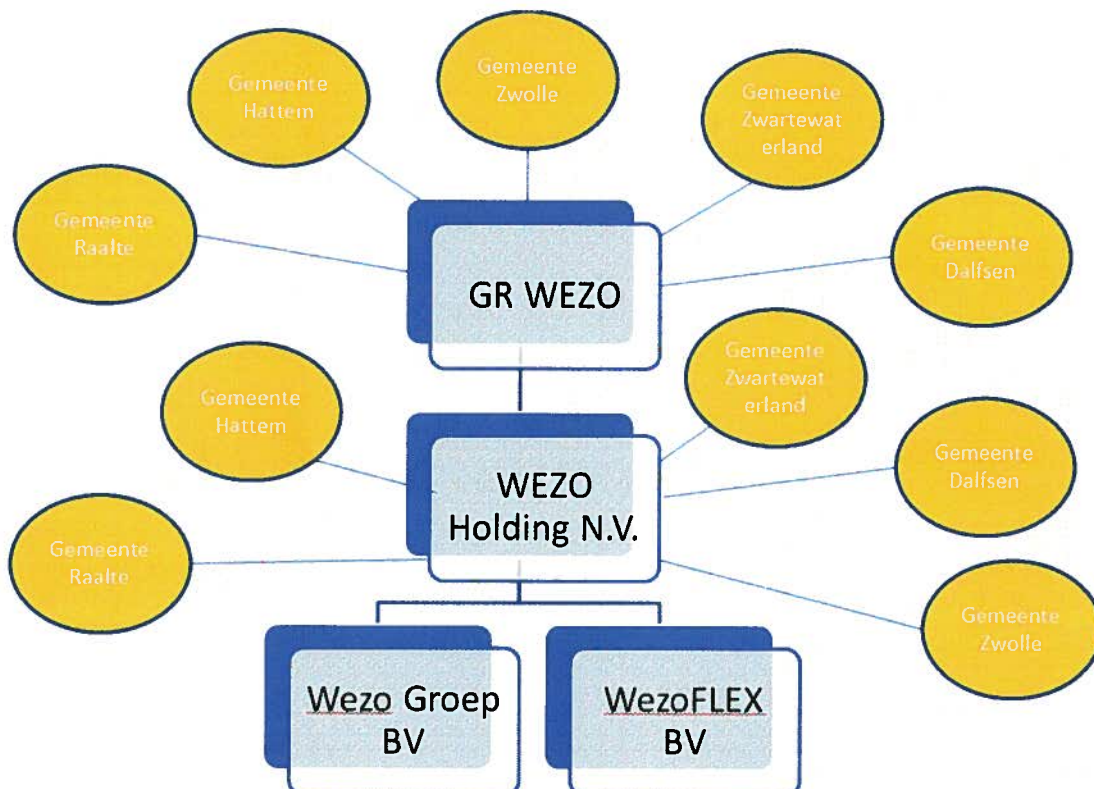 Gemeente
Hattem
Gemeente
Zwolle
Gemeente
Zwartewat
erland
Gemeente
Raalte
Gemeente
Dalfsen
GR WEZO
Gemeente
Hattem
Gemeente
Zwartewat
erland
WEZO
Holding N.V.
Gemeente
Dalfsen
Gemeente
Raalte
Gemeente
Zwolle
Wezo Groep
BV
WezoFLEX
BV